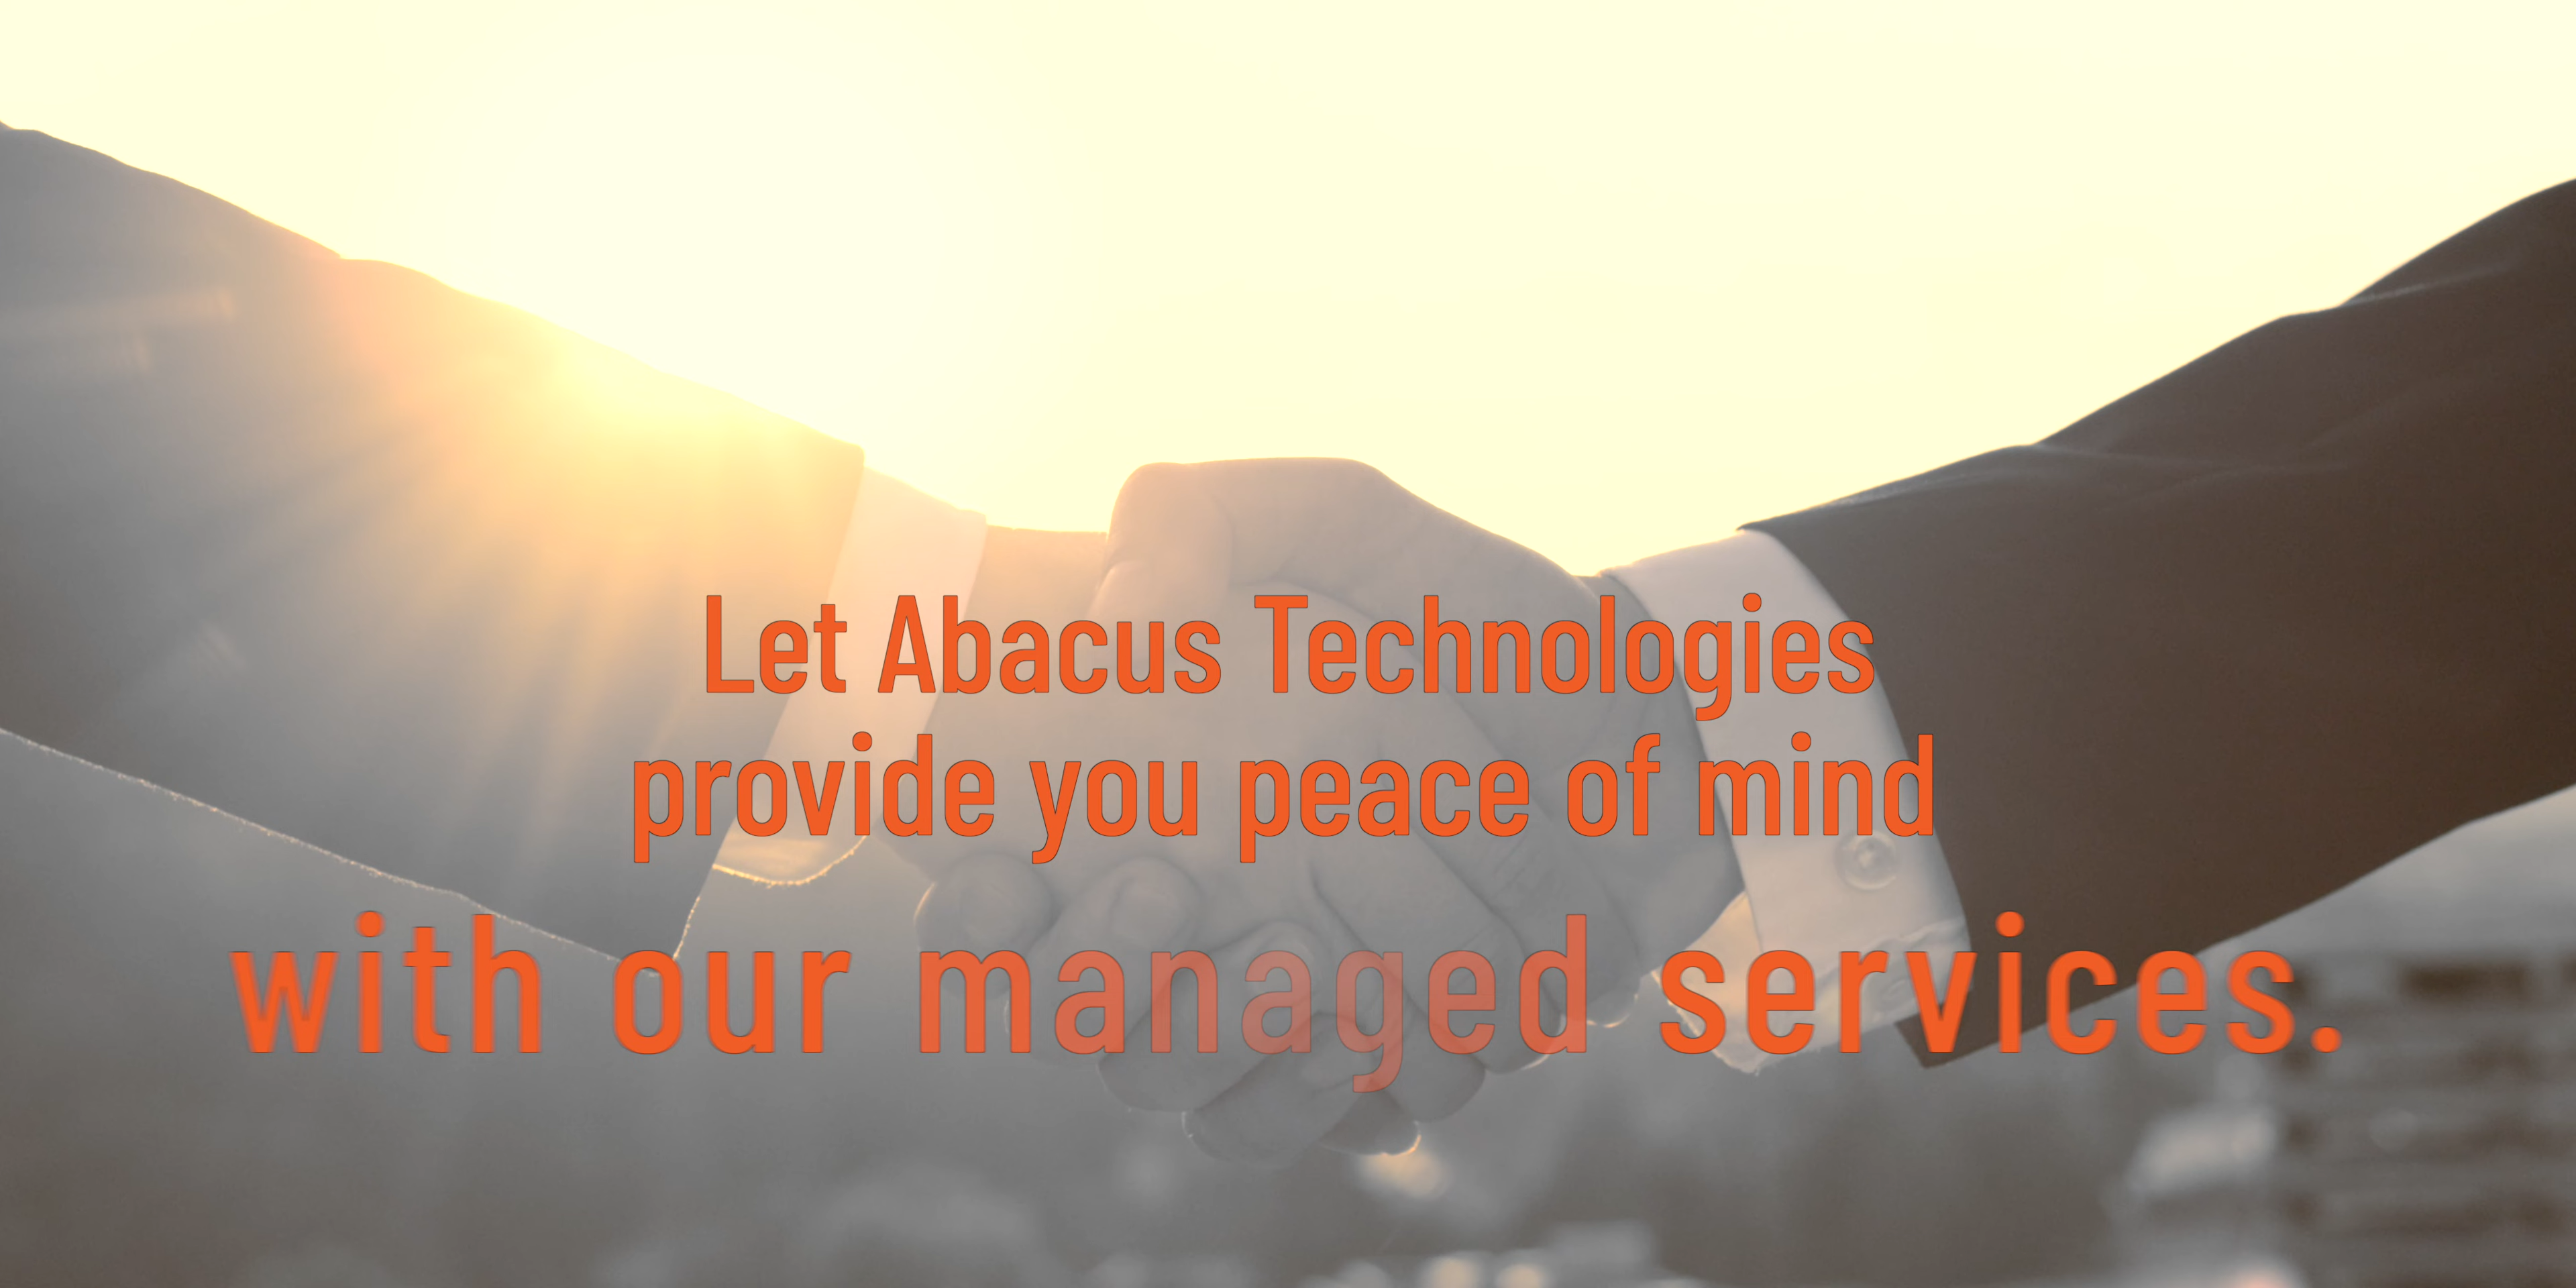 Let Abacus Technologies
provide you peace of mind
with our managed services.